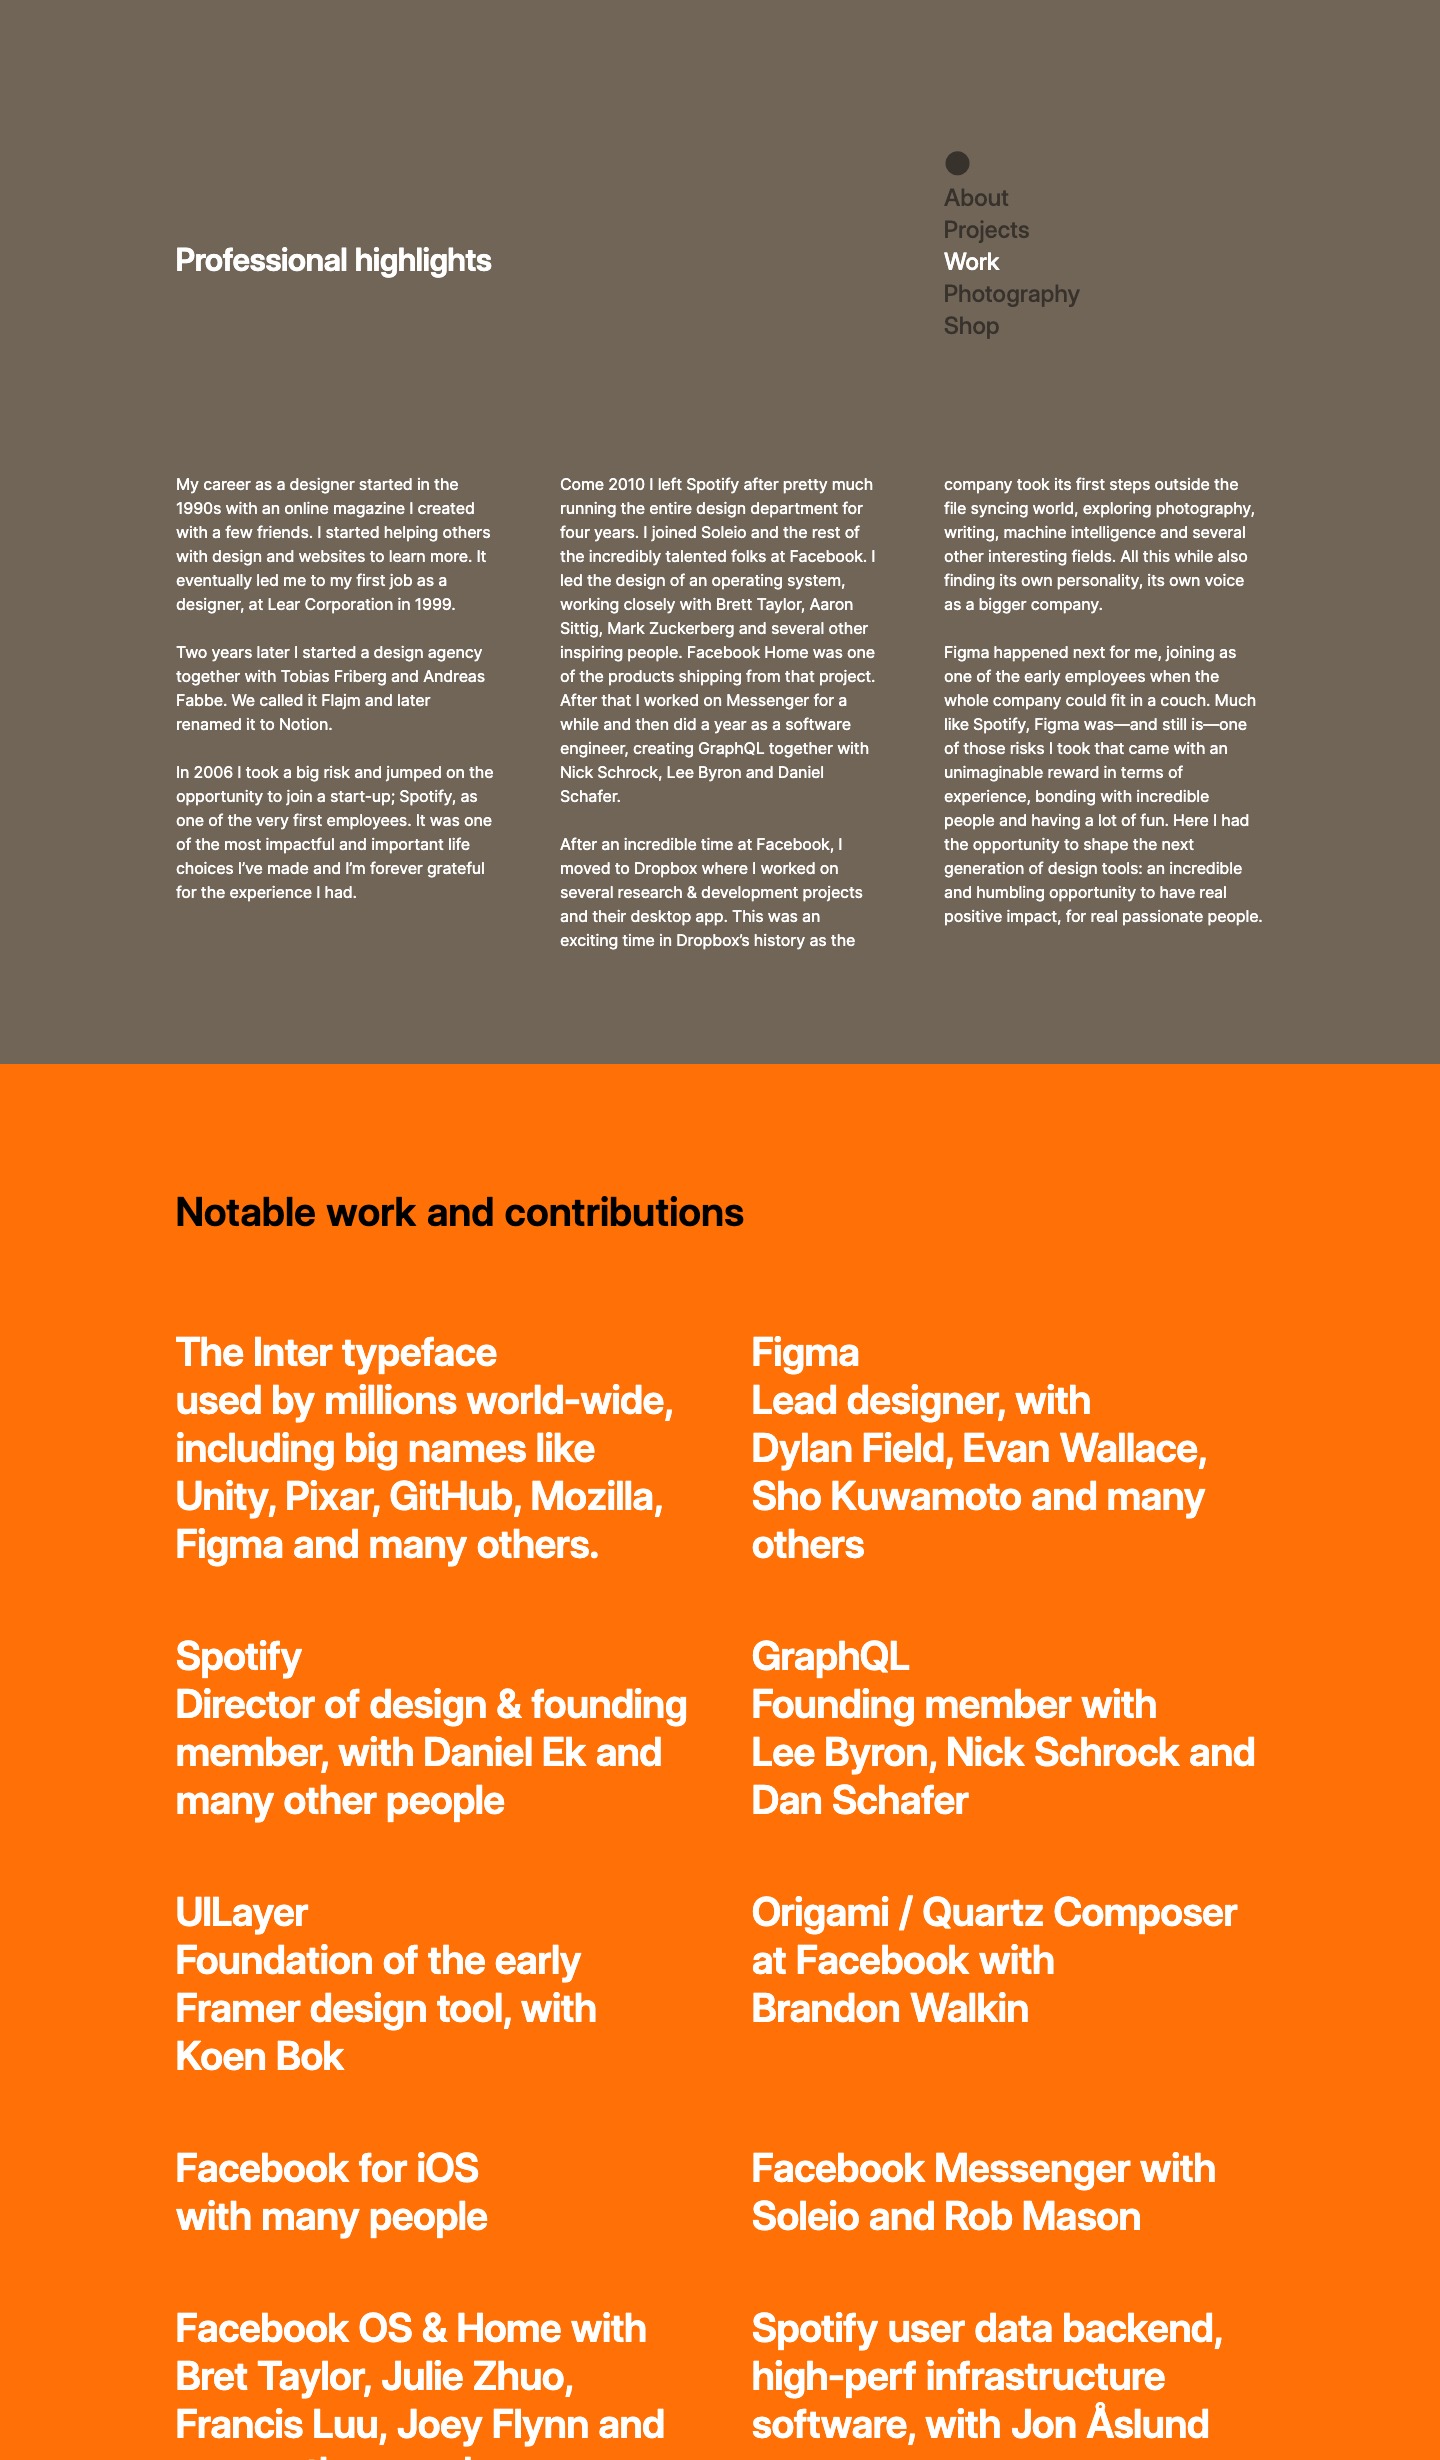 About
Projects
Work
Photography
Shop
Professional highlights
My career as a designer started in the
1990s with an online magazine I created
with a few friends. I started helping others
with design and websites to learn more. It
eventually led me to my first job as a
designer, at Lear Corporation in 1999.
Two years later I started a design agency
together with Tobias Friberg and Andreas
Fabbe. We called it Flajm and later
renamed it to Notion.
In 2006 I took a big risk and jumped on the
opportunity to join a start-up; Spotify, as
one of the very first employees. It was one
of the most impactful and important life
choices I’ve made and I’m forever grateful
for the experience I had.
Come 2010 I left Spotify after pretty much
running the entire design department for
four years. I joined Soleio and the rest of
the incredibly talented folks at Facebook. I
led the design of an operating system,
working closely with Brett Taylor, Aaron
Sittig, Mark Zuckerberg and several other
inspiring people. Facebook Home was one
of the products shipping from that project.
After that I worked on Messenger for a
while and then did a year as a software
engineer, creating GraphQL together with
Nick Schrock, Lee Byron and Daniel
Schafer.
After an incredible time at Facebook, I
moved to Dropbox where I worked on
several research & development projects
and their desktop app. This was an
exciting time in Dropbox’s history as the
company took its first steps outside the
file syncing world, exploring photography,
writing, machine intelligence and several
other interesting fields. All this while also
finding its own personality, its own voice
as a bigger company.
Figma happened next for me, joining as
one of the early employees when the
whole company could fit in a couch. Much
like Spotify, Figma was—and still is—one
of those risks I took that came with an
unimaginable reward in terms of
experience, bonding with incredible
people and having a lot of fun. Here I had
the opportunity to shape the next
generation of design tools: an incredible
and humbling opportunity to have real
positive impact, for real passionate people.
Notable work and contributions
The Inter typeface
used by millions world-wide,
including big names like
Unity, Pixar, GitHub, Mozilla,
Figma and many others.
Figma
Lead designer, with
Dylan Field, Evan Wallace,
Sho Kuwamoto and many
others
Spotify
Director of design & founding
member, with Daniel Ek and
many other people
GraphQL
Founding member with
Lee Byron, Nick Schrock and
Dan Schafer
UILayer
Foundation of the early
Framer design tool, with
Koen Bok
Origami / Quartz Composer
at Facebook with
Brandon Walkin
Facebook for iOS
with many people
Facebook Messenger with
Soleio and Rob Mason
Facebook OS & Home with
Bret Taylor, Julie Zhuo,
Francis Luu, Joey Flynn and
Spotify user data backend,
high-perf infrastructure
software, with Jon Åslund